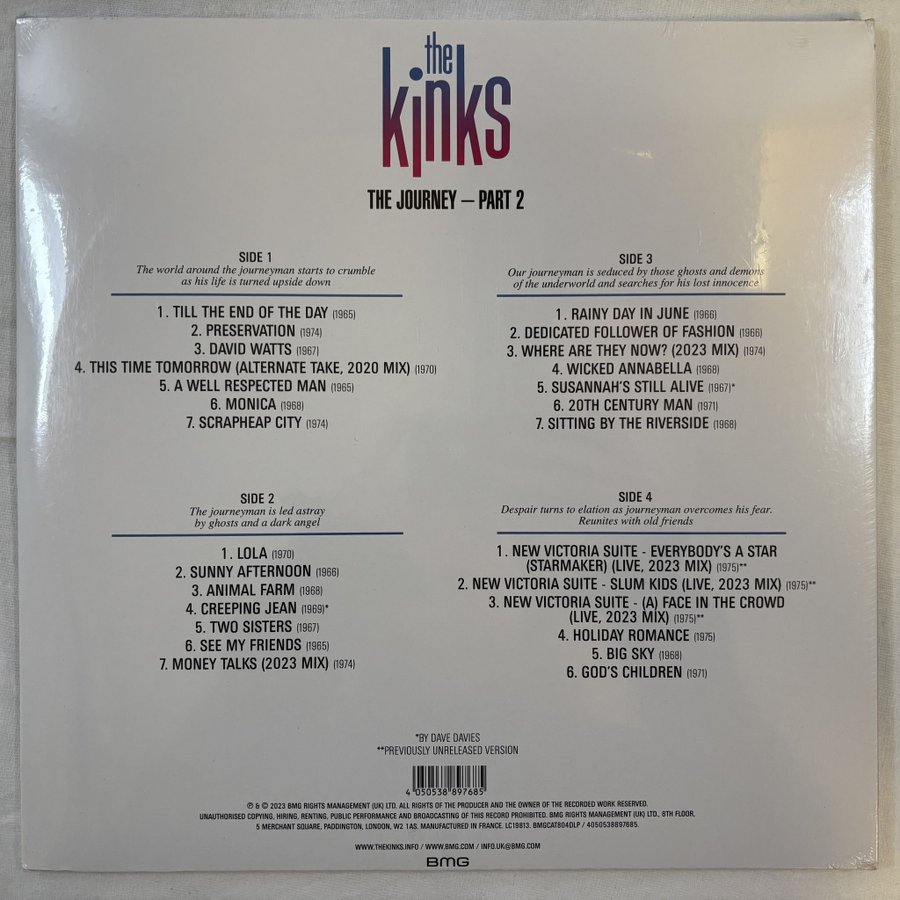 the
kinks
THE JOURNEY – PART 2
SIDE 1
The world around the journeyman starts to crumble
as his life is turned upside down
1. TILL THE END OF THE DAY (1965)
2. PRESERVATION (1974)
3. DAVID WATTS (1967)
4. THIS TIME TOMORROW (ALTERNATE TAKE, 2020 MIX) (1970)
5. A WELL RESPECTED MAN (1965)
6. MONICA (1968)
7. SCRAPHEAP CITY (1974)
SIDE 2
The journeyman is led astray
by ghosts and a dark angel
1. LOLA (1970)
2. SUNNY AFTERNOON (1966)
3. ANIMAL FARM (1968)
4. CREEPING JEAN (1969)*
5. TWO SISTERS (1967)
6. SEE MY FRIENDS (1965)
7. MONEY TALKS (2023 MIX) (1974)
SIDE 3
Our journeyman is seduced by those ghosts and demons
of the underworld and searches for his lost innocence
1. RAINY DAY IN JUNE (1966)
2. DEDICATED FOLLOWER OF FASHION (1966)
3. WHERE ARE THEY NOW? (2023 MIX) (1974)
4. WICKED ANNABELLA (1968)
5. SUSANNAH'S STILL ALIVE (1967)*
6. 20TH CENTURY MAN (1971)
7. SITTING BY THE RIVERSIDE (1968)
SIDE 4
Despair turns to elation as journeyman overcomes his fear.
Reunites with old friends
1. NEW VICTORIA SUITE - EVERYBODY'S A STAR
(STARMAKER) (LIVE, 2023 MIX) (1975)**
2. NEW VICTORIA SUITE - SLUM KIDS (LIVE, 2023 MIX) (1975)**
3. NEW VICTORIA SUITE - (A) FACE IN THE CROWD
(LIVE, 2023 MIX) (1975)**
4. HOLIDAY ROMANCE (1975)
5. BIG SKY (1968)
6. GOD'S CHILDREN (1971)
*BY DAVE DAVIES
**PREVIOUSLY UNRELEASED VERSION
4 050538 897685
℗ & © 2023 BMG RIGHTS MANAGEMENT (UK) LTD. ALL RIGHTS OF THE PRODUCER AND THE OWNER OF THE RECORDED WORK RESERVED.
UNAUTHORISED COPYING, HIRING, RENTING, PUBLIC PERFORMANCE AND BROADCASTING OF THIS RECORD PROHIBITED. BMG RIGHTS MANAGEMENT (UK) LTD., 8TH FLOOR,
5 MERCHANT SQUARE, PADDINGTON, LONDON, W2 1AS. MANUFACTURED IN FRANCE. LC19813. BMGCAT804DLP / 4050538897685.
WWW.THEKINKS.INFO / WWW.BMG.COM / INFO.UK@BMG.COM
BMG